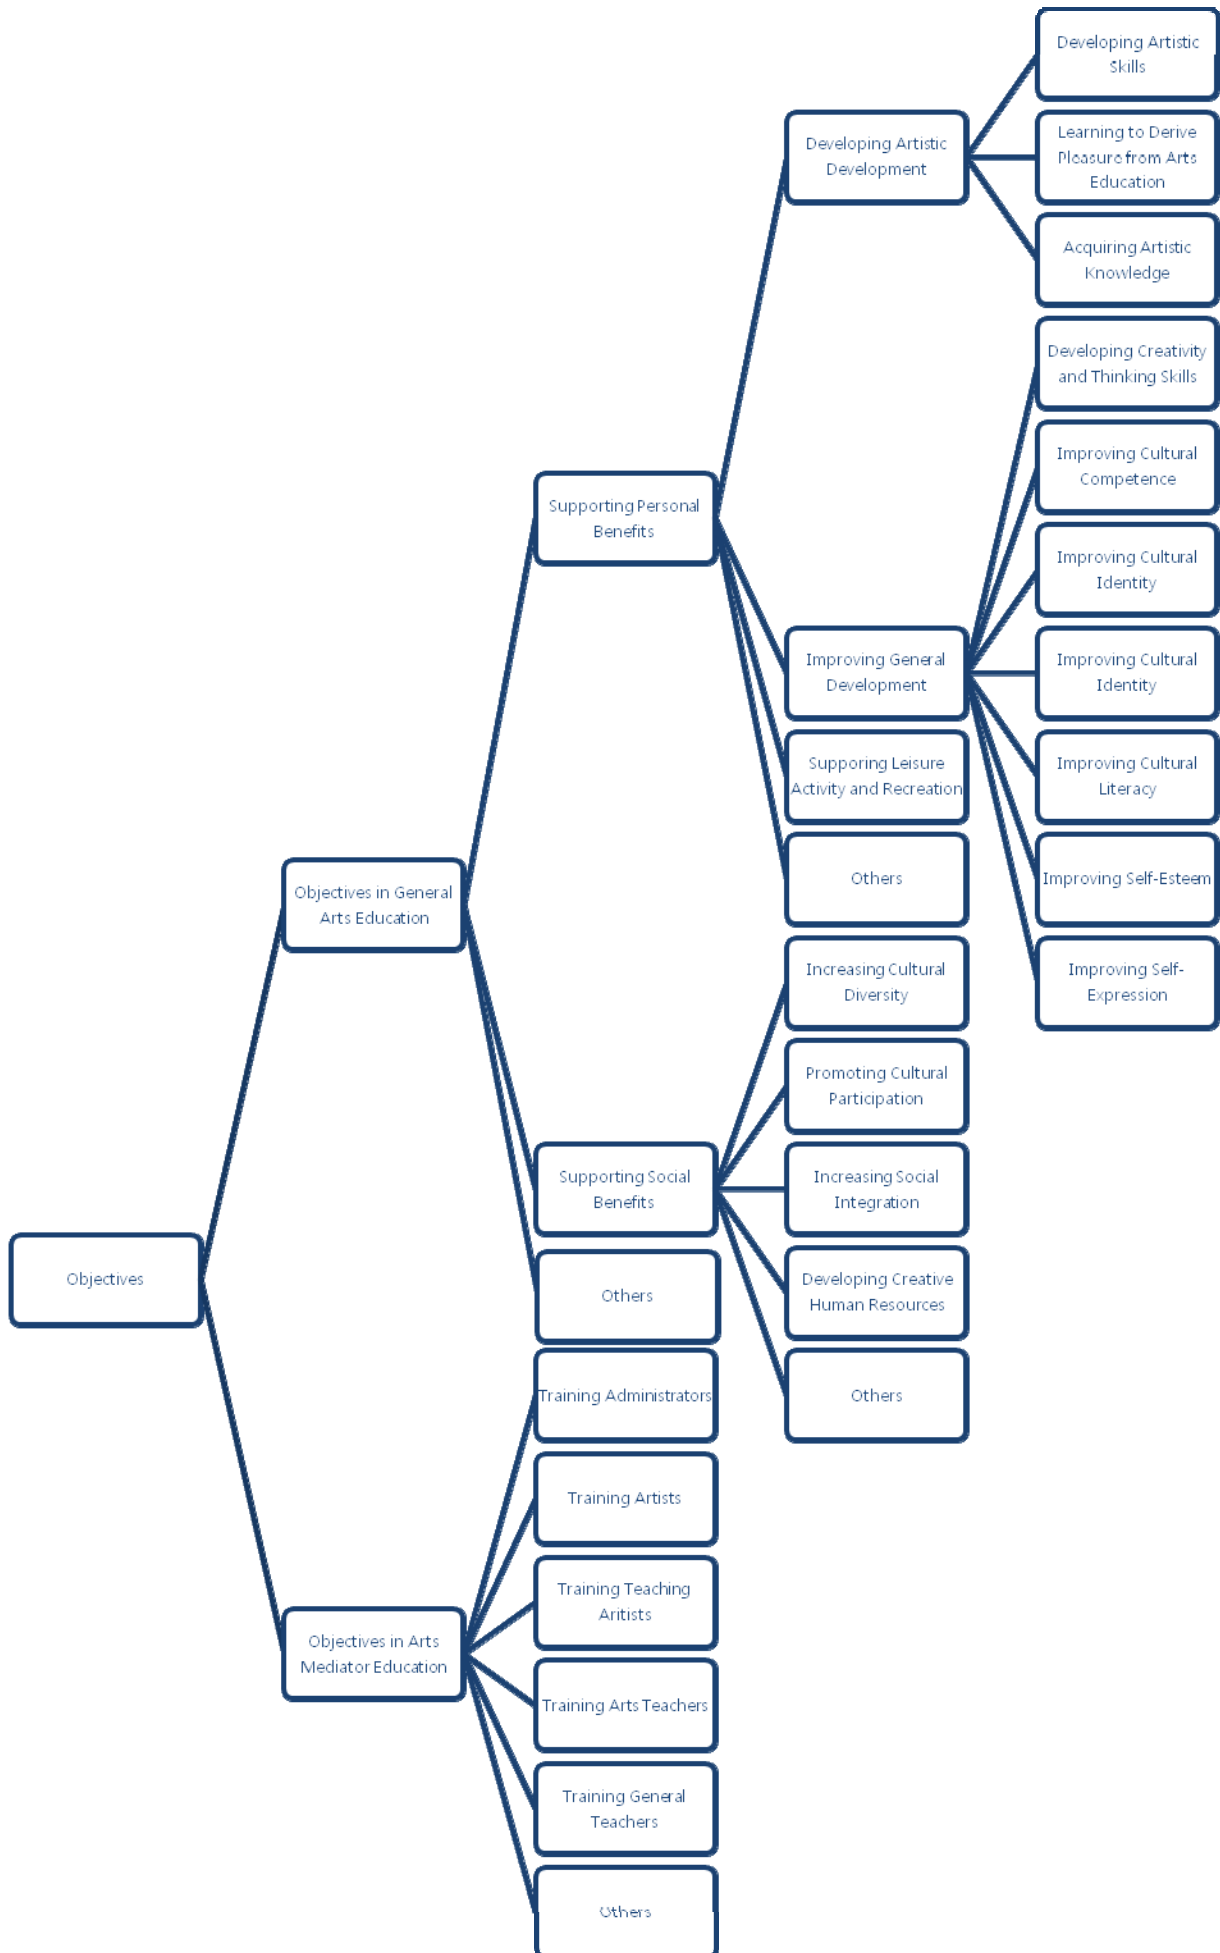 Objectives
Objectives in General
Arts Education
Supporting Personal
Benefits
Developing Artistic
Development
Developing Artistic
Skills
Learning to Derive
Pleasure from Arts
Education
Acquiring Artistic
Knowledge
Improving General
Development
Developing Creativity
and Thinking Skills
Improving Cultural
Competence
Improving Cultural
Identity
Improving Cultural
Identity
Improving Cultural
Literacy
Improving Self-Esteem
Improving Self-
Expression
Supporing Leisure
Activity and Recreation
Others
Supporting Social
Benefits
Increasing Cultural
Diversity
Promoting Cultural
Participation
Increasing Social
Integration
Developing Creative
Human Resources
Others
Others
Objectives in Arts
Mediator Education
Training Administrators
Training Artists
Training Teaching
Aritists
Training Arts Teachers
Training General
Teachers
Others